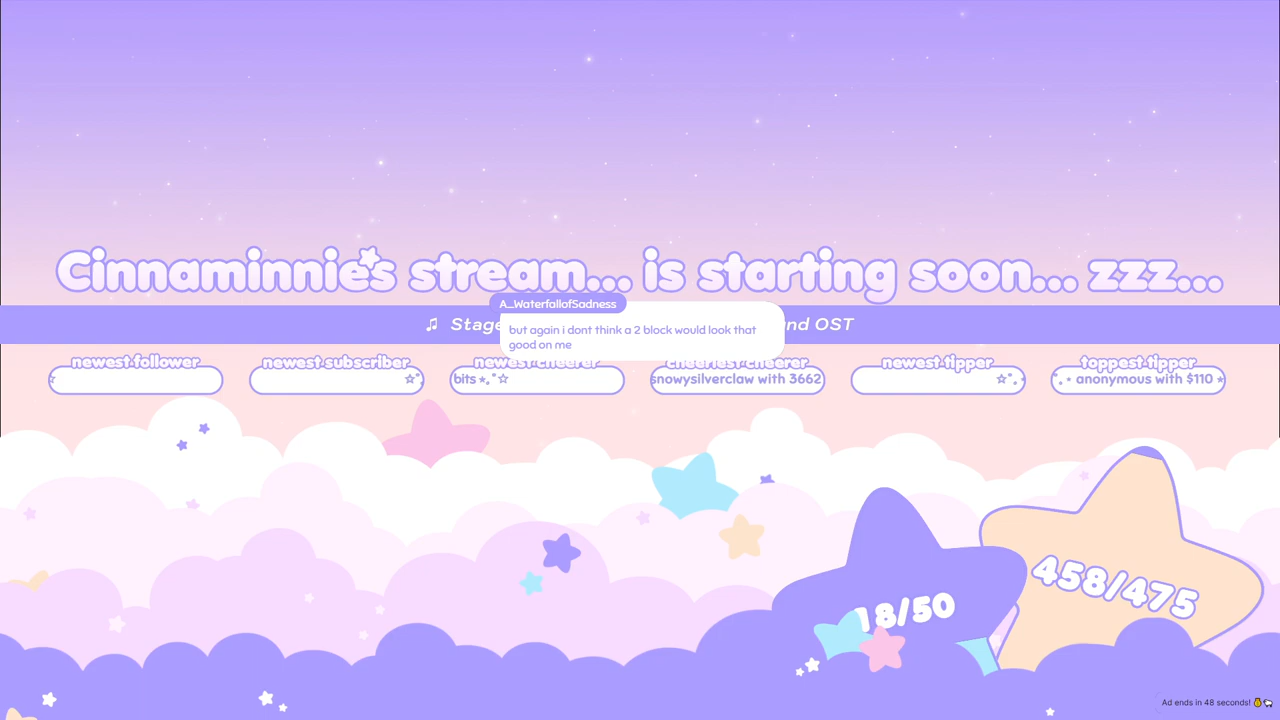 Cinnaminnie's stream... is starting soon... zzz...
A_WaterfallofSadness
♫ Stage
but again i dont think a 2 block would look that
good on me
OST
newest follower
newest subscriber
newest cheerer
cheeriest cheerer
newest tipper
toppest tipper
bits
snowysilverclaw with 3662
anonymous with $110
458/475
18/50
Ad ends in 48 seconds!